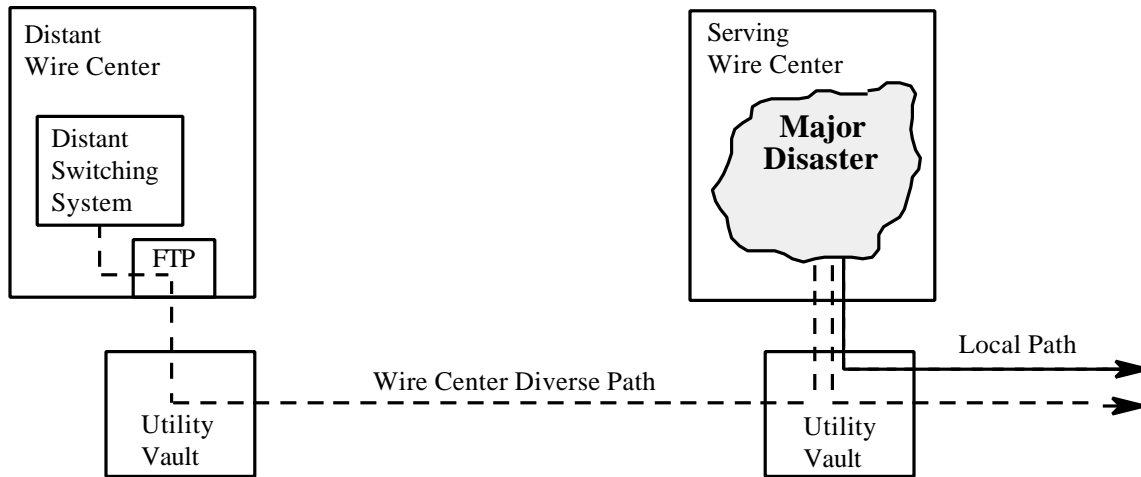 Distant
Wire Center
Distant
Switching
System
FTP
Utility
Vault
Wire Center Diverse Path
Serving
Wire Center
Major
Disaster
Local Path
Utility
Vault